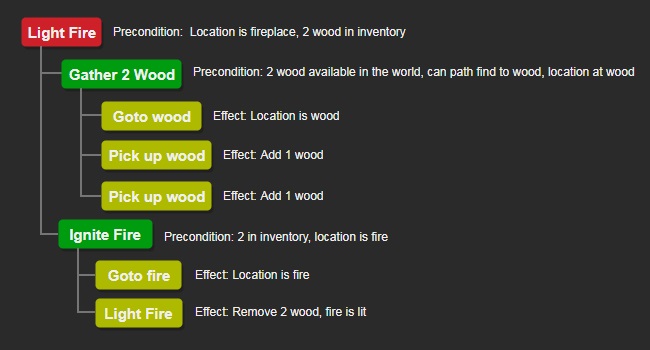 Light Fire Precondition: Location is fireplace, 2 wood in inventory
Gather 2 Wood Precondition: 2 wood available in the world, can path find to wood, location at wood
Goto wood Effect: Location is wood
Pick up wood Effect: Add 1 wood
Pick up wood Effect: Add 1 wood
Ignite Fire Precondition: 2 in inventory, location is fire
Goto fire Effect: Location is fire
Light Fire Effect: Remove 2 wood, fire is lit